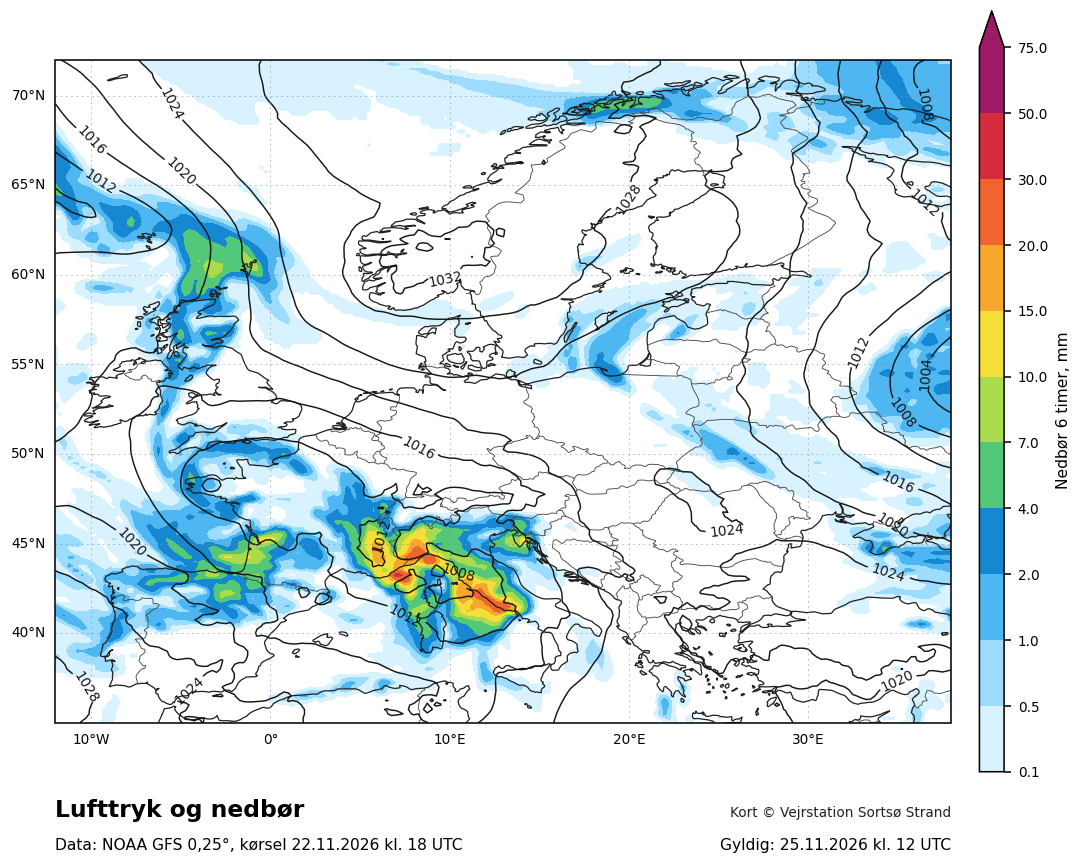 75.0
50.0
30.0
20.0
15.0
10.0
7.0
4.0
2.0
1.0
0.5
0.1
Nedbør 6 timer, mm
70°N
65°N
60°N
55°N
50°N
45°N
40°N
10°W
0°
10°E
20°E
30°E
1024
1016
1012
1020
1008
1012
1028
1032
1012
1004
1008
1016
1016
1024
1020
1024
1020
1012
1008
1028
1024
1020
Lufttryk og nedbør
Kort © Vejrstation Sortsø Strand
Data: NOAA GFS 0,25°, kørsel 22.11.2026 kl. 18 UTC
Gyldig: 25.11.2026 kl. 12 UTC